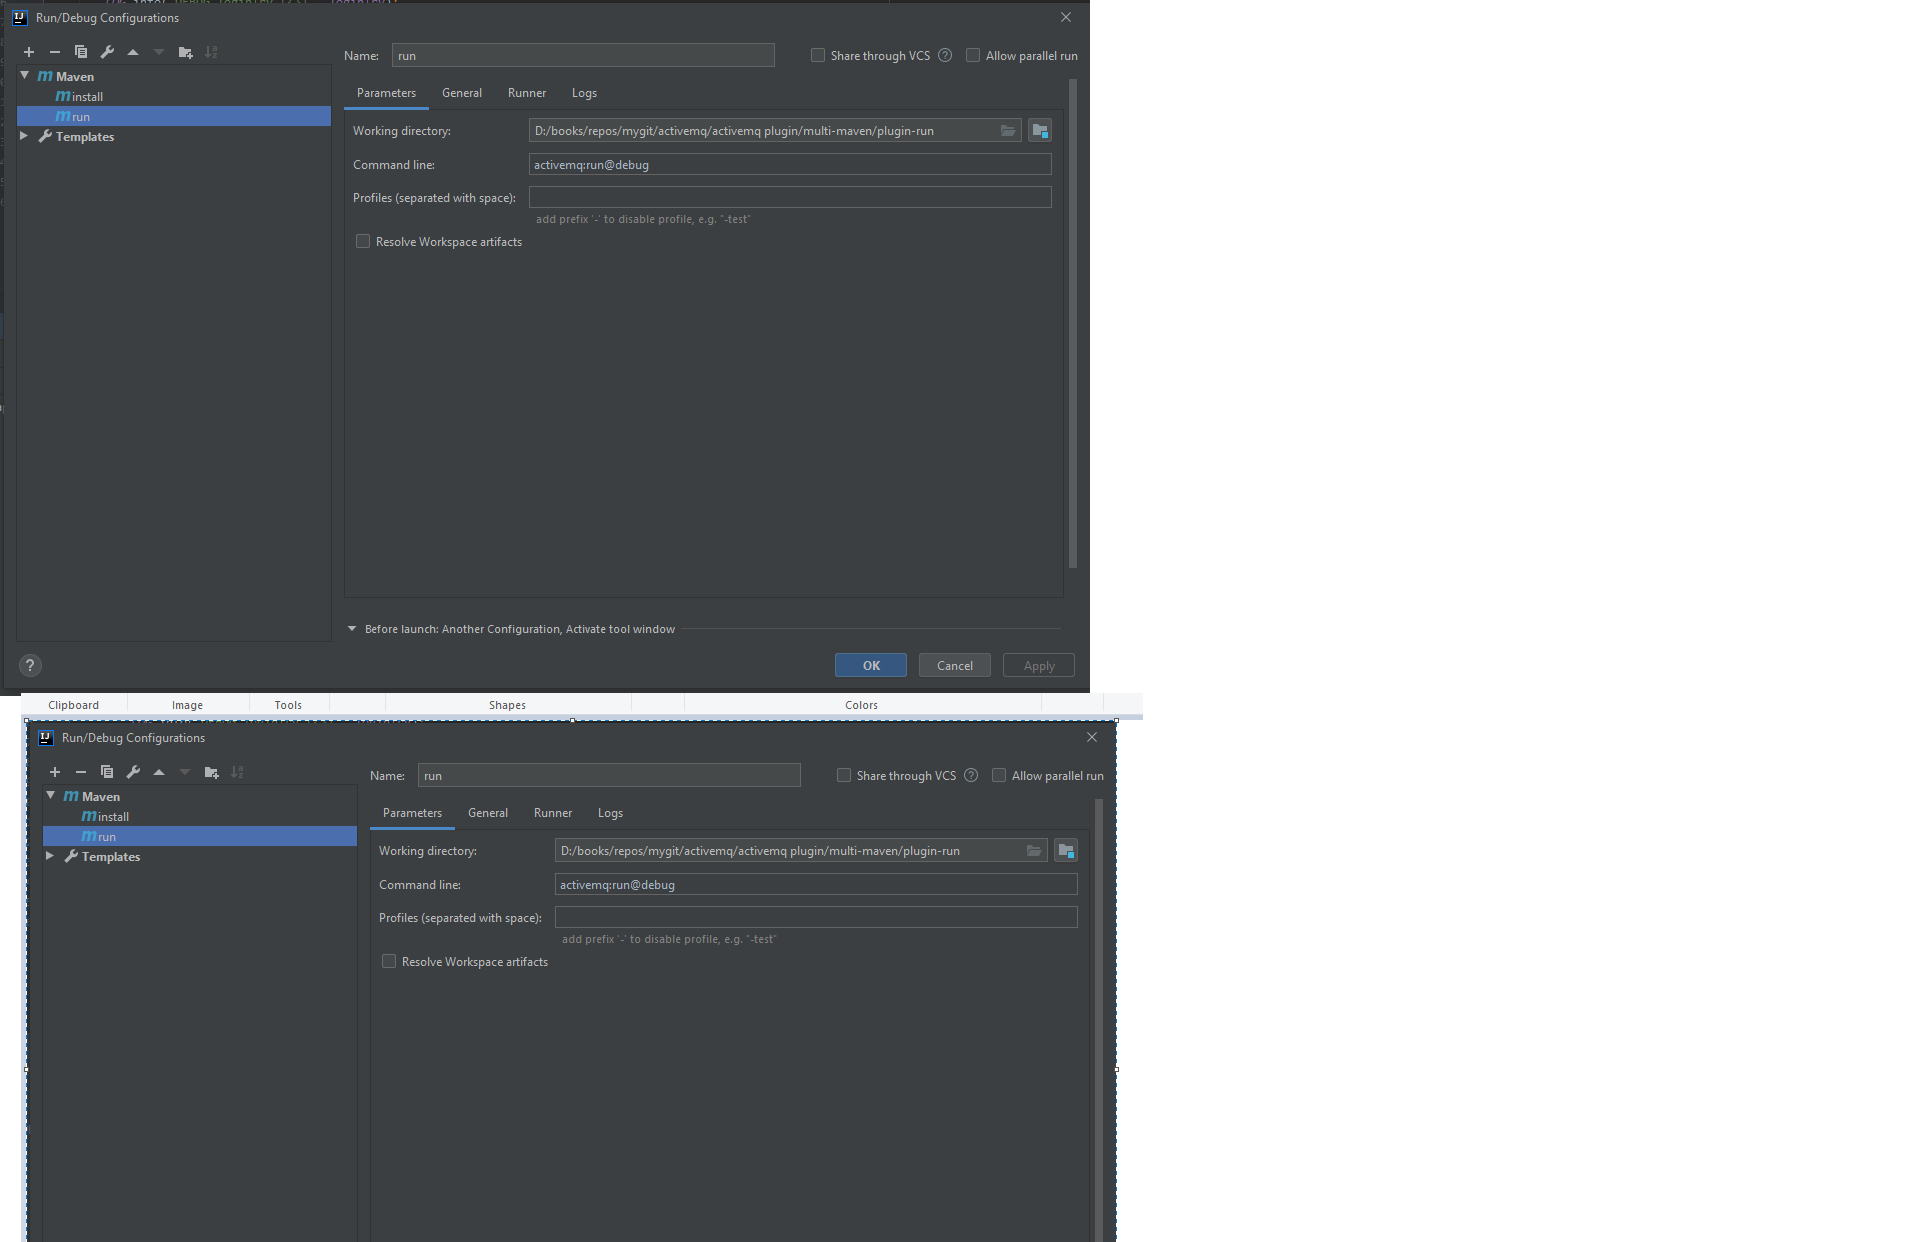 Run/Debug Configurations
Name: run Share through VCS ? Allow parallel run
Maven
install
run
Templates
Parameters General Runner Logs
Working directory: D:/books/repos/mygit/activemq/activemq plugin/multi-maven/plugin-run
Command line: activemq:run@debug
Profiles (separated with space):
add prefix '-' to disable profile, e.g. "-test"
Resolve Workspace artifacts
Before launch: Another Configuration, Activate tool window
? OK Cancel Apply
Clipboard Image Tools Shapes Colors
Run/Debug Configurations
Name: run Share through VCS ? Allow parallel run
Maven
install
run
Templates
Parameters General Runner Logs
Working directory: D:/books/repos/mygit/activemq/activemq plugin/multi-maven/plugin-run
Command line: activemq:run@debug
Profiles (separated with space):
add prefix '-' to disable profile, e.g. "-test"
Resolve Workspace artifacts